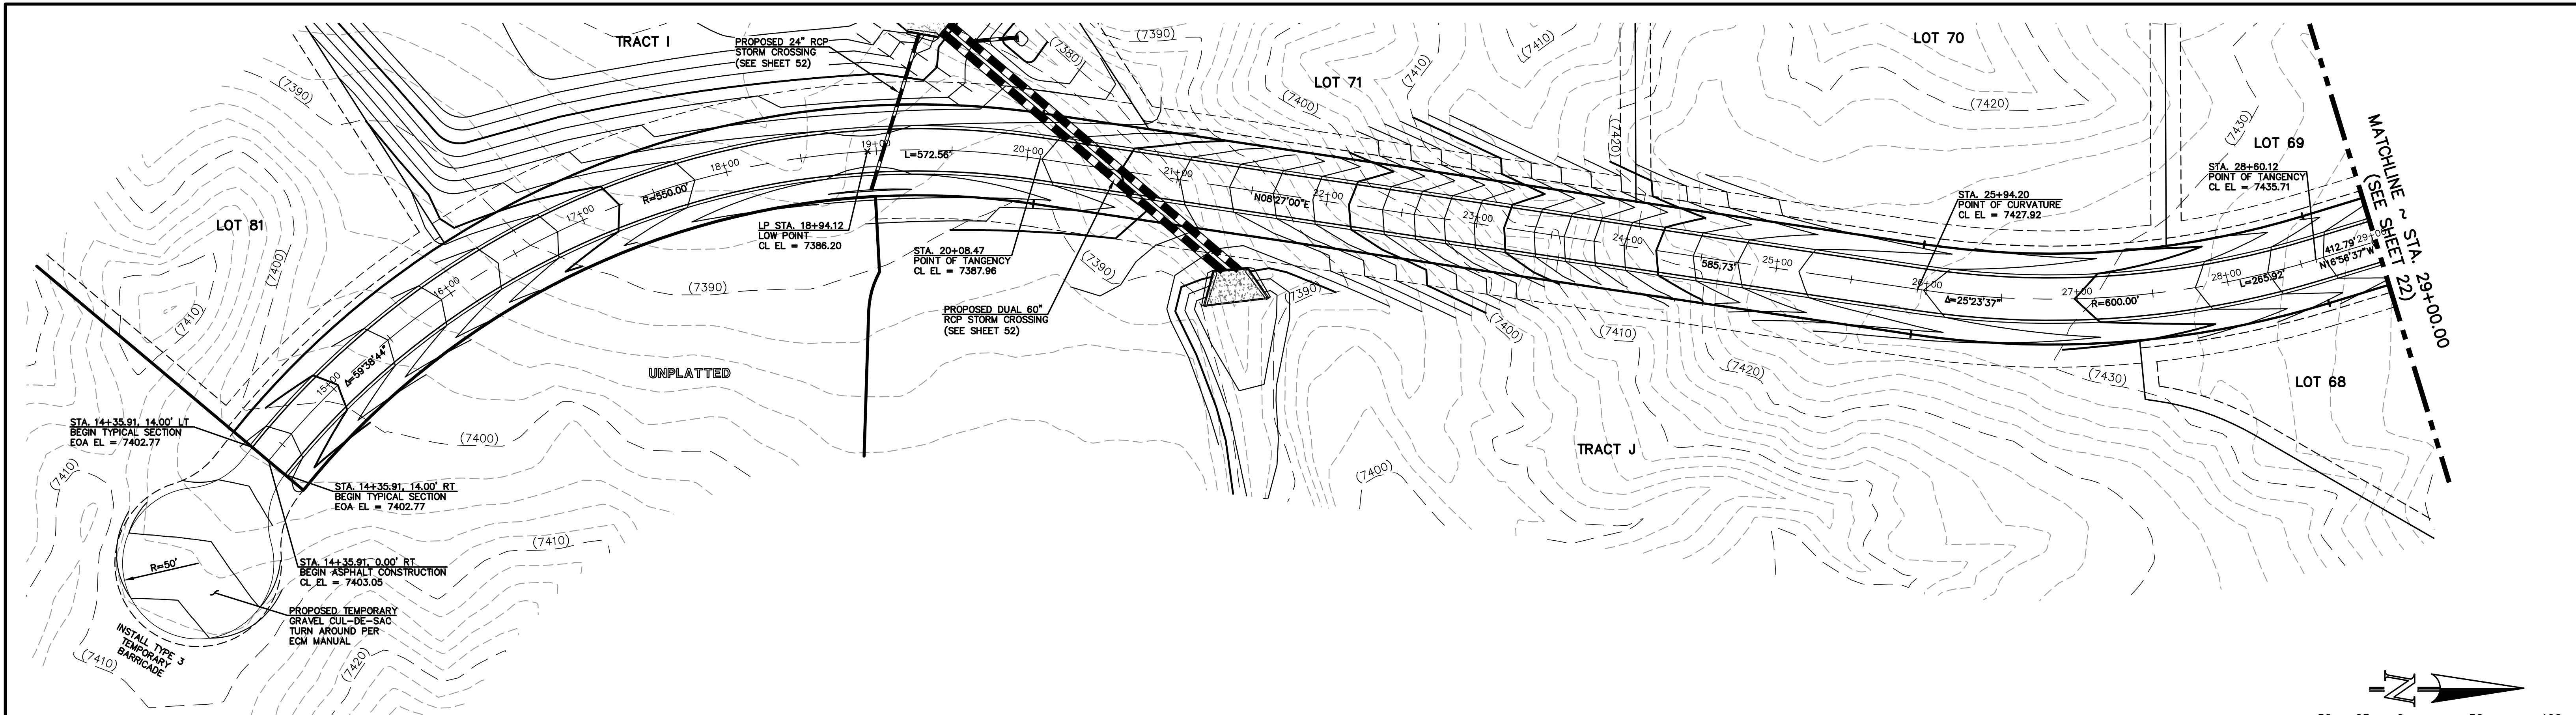 TRACT I
PROPOSED 24" RCP
STORM CROSSING
(SEE SHEET 52)
(7380)
(7390)
(7410)
LOT 70
LOT 71
(7410)
(7400)
(7420)
(7420)
(7430)
LOT 69
MATCHLINE ~ STA. 29+00.00
(SEE SHEET 22)
STA. 28+60.12
POINT OF TANGENCY
CL EL = 7435.71
STA. 25+94.20
POINT OF CURVATURE
CL EL = 7427.92
(7390)
LOT 81
(7400)
(7410)
15+00
16+00
17+00
18+00
19+00
20+00
21+00
22+00
23+00
24+00
25+00
26+00
27+00
28+00
29+00
Δ=59°38'44"
R=550.00'
L=572.56'
N08°27'00"E
585.73'
Δ=25°23'37"
R=600.00'
L=265.92'
412.79'
N16°56'37"W
LP STA. 18+94.12
LOW POINT
CL EL = 7386.20
STA. 20+08.47
POINT OF TANGENCY
CL EL = 7387.96
PROPOSED DUAL 60"
RCP STORM CROSSING
(SEE SHEET 52)
(7390)
(7390)
(7390)
(7400)
(7410)
(7420)
(7430)
UNPLATTED
LOT 68
TRACT J
(7400)
(7400)
(7410)
STA. 14+35.91, 14.00' LT
BEGIN TYPICAL SECTION
EOA EL = 7402.77
STA. 14+35.91, 14.00' RT
BEGIN TYPICAL SECTION
EOA EL = 7402.77
STA. 14+35.91, 0.00' RT
BEGIN ASPHALT CONSTRUCTION
CL EL = 7403.05
(7410)
R=50'
PROPOSED TEMPORARY
GRAVEL CUL-DE-SAC
TURN AROUND PER
ECM MANUAL
INSTALL TYPE 3
TEMPORARY
BARRICADE
(7410)
(7420)
N